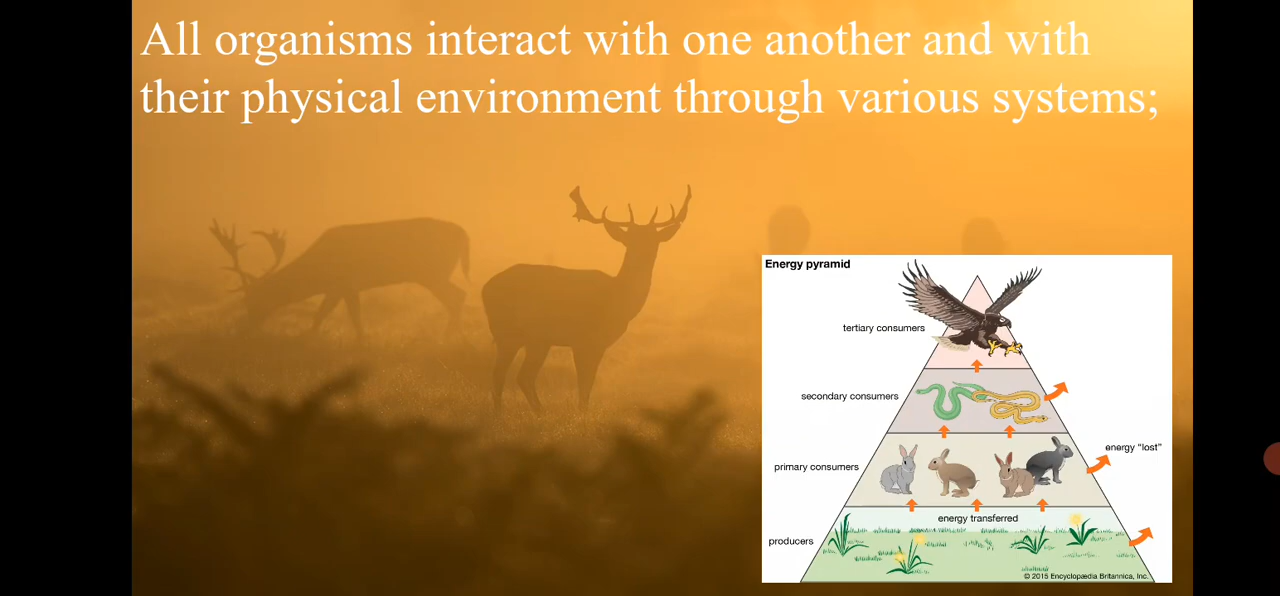 All organisms interact with one another and with
their physical environment through various systems;
Energy pyramid
tertiary consumers
secondary consumers
energy “lost”
primary consumers
energy transferred
producers
© 2015 Encyclopædia Britannica, Inc.